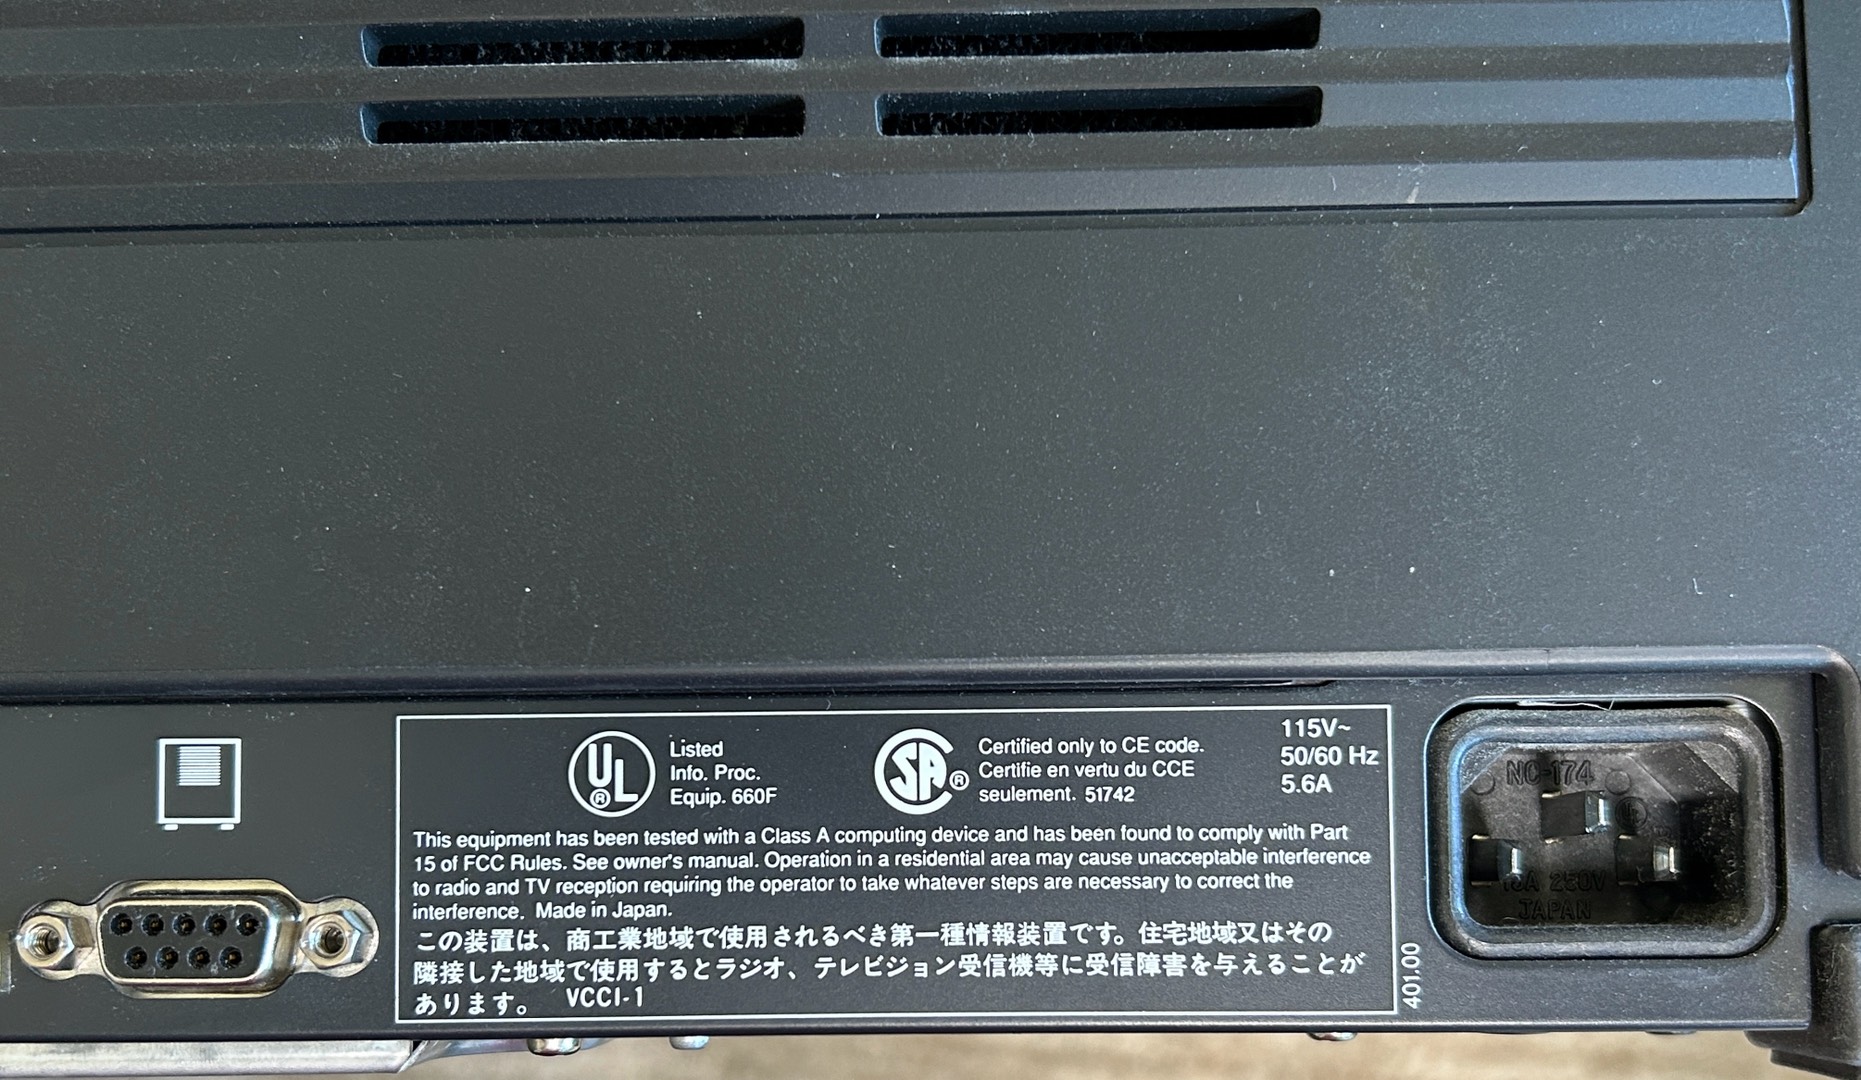 UL ®
Listed
Info. Proc.
Equip. 660F
SA ®
Certified only to CE code.
Certifie en vertu du CCE
seulement. 51742
115V~
50/60 Hz
5.6A
This equipment has been tested with a Class A computing device and has been found to comply with Part
15 of FCC Rules. See owner's manual. Operation in a residential area may cause unacceptable interference
to radio and TV reception requiring the operator to take whatever steps are necessary to correct the
interference. Made in Japan.
この装置は、商工業地域で使用されるべき第一種情報装置です。住宅地域又はその
隣接した地域で使用するとラジオ、テレビジョン受信機等に受信障害を与えることが
あります。 VCCI-1
401.00
NC-174
250V
JAPAN